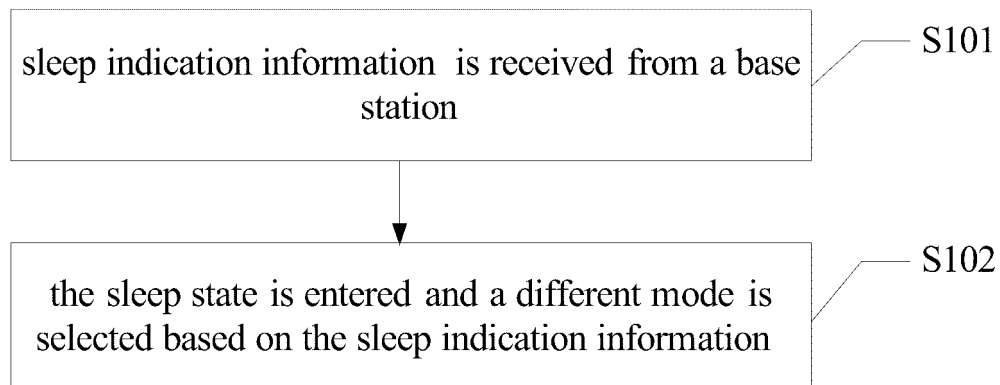 sleep indication information is received from a base
station
S101
the sleep state is entered and a different mode is
selected based on the sleep indication information
S102